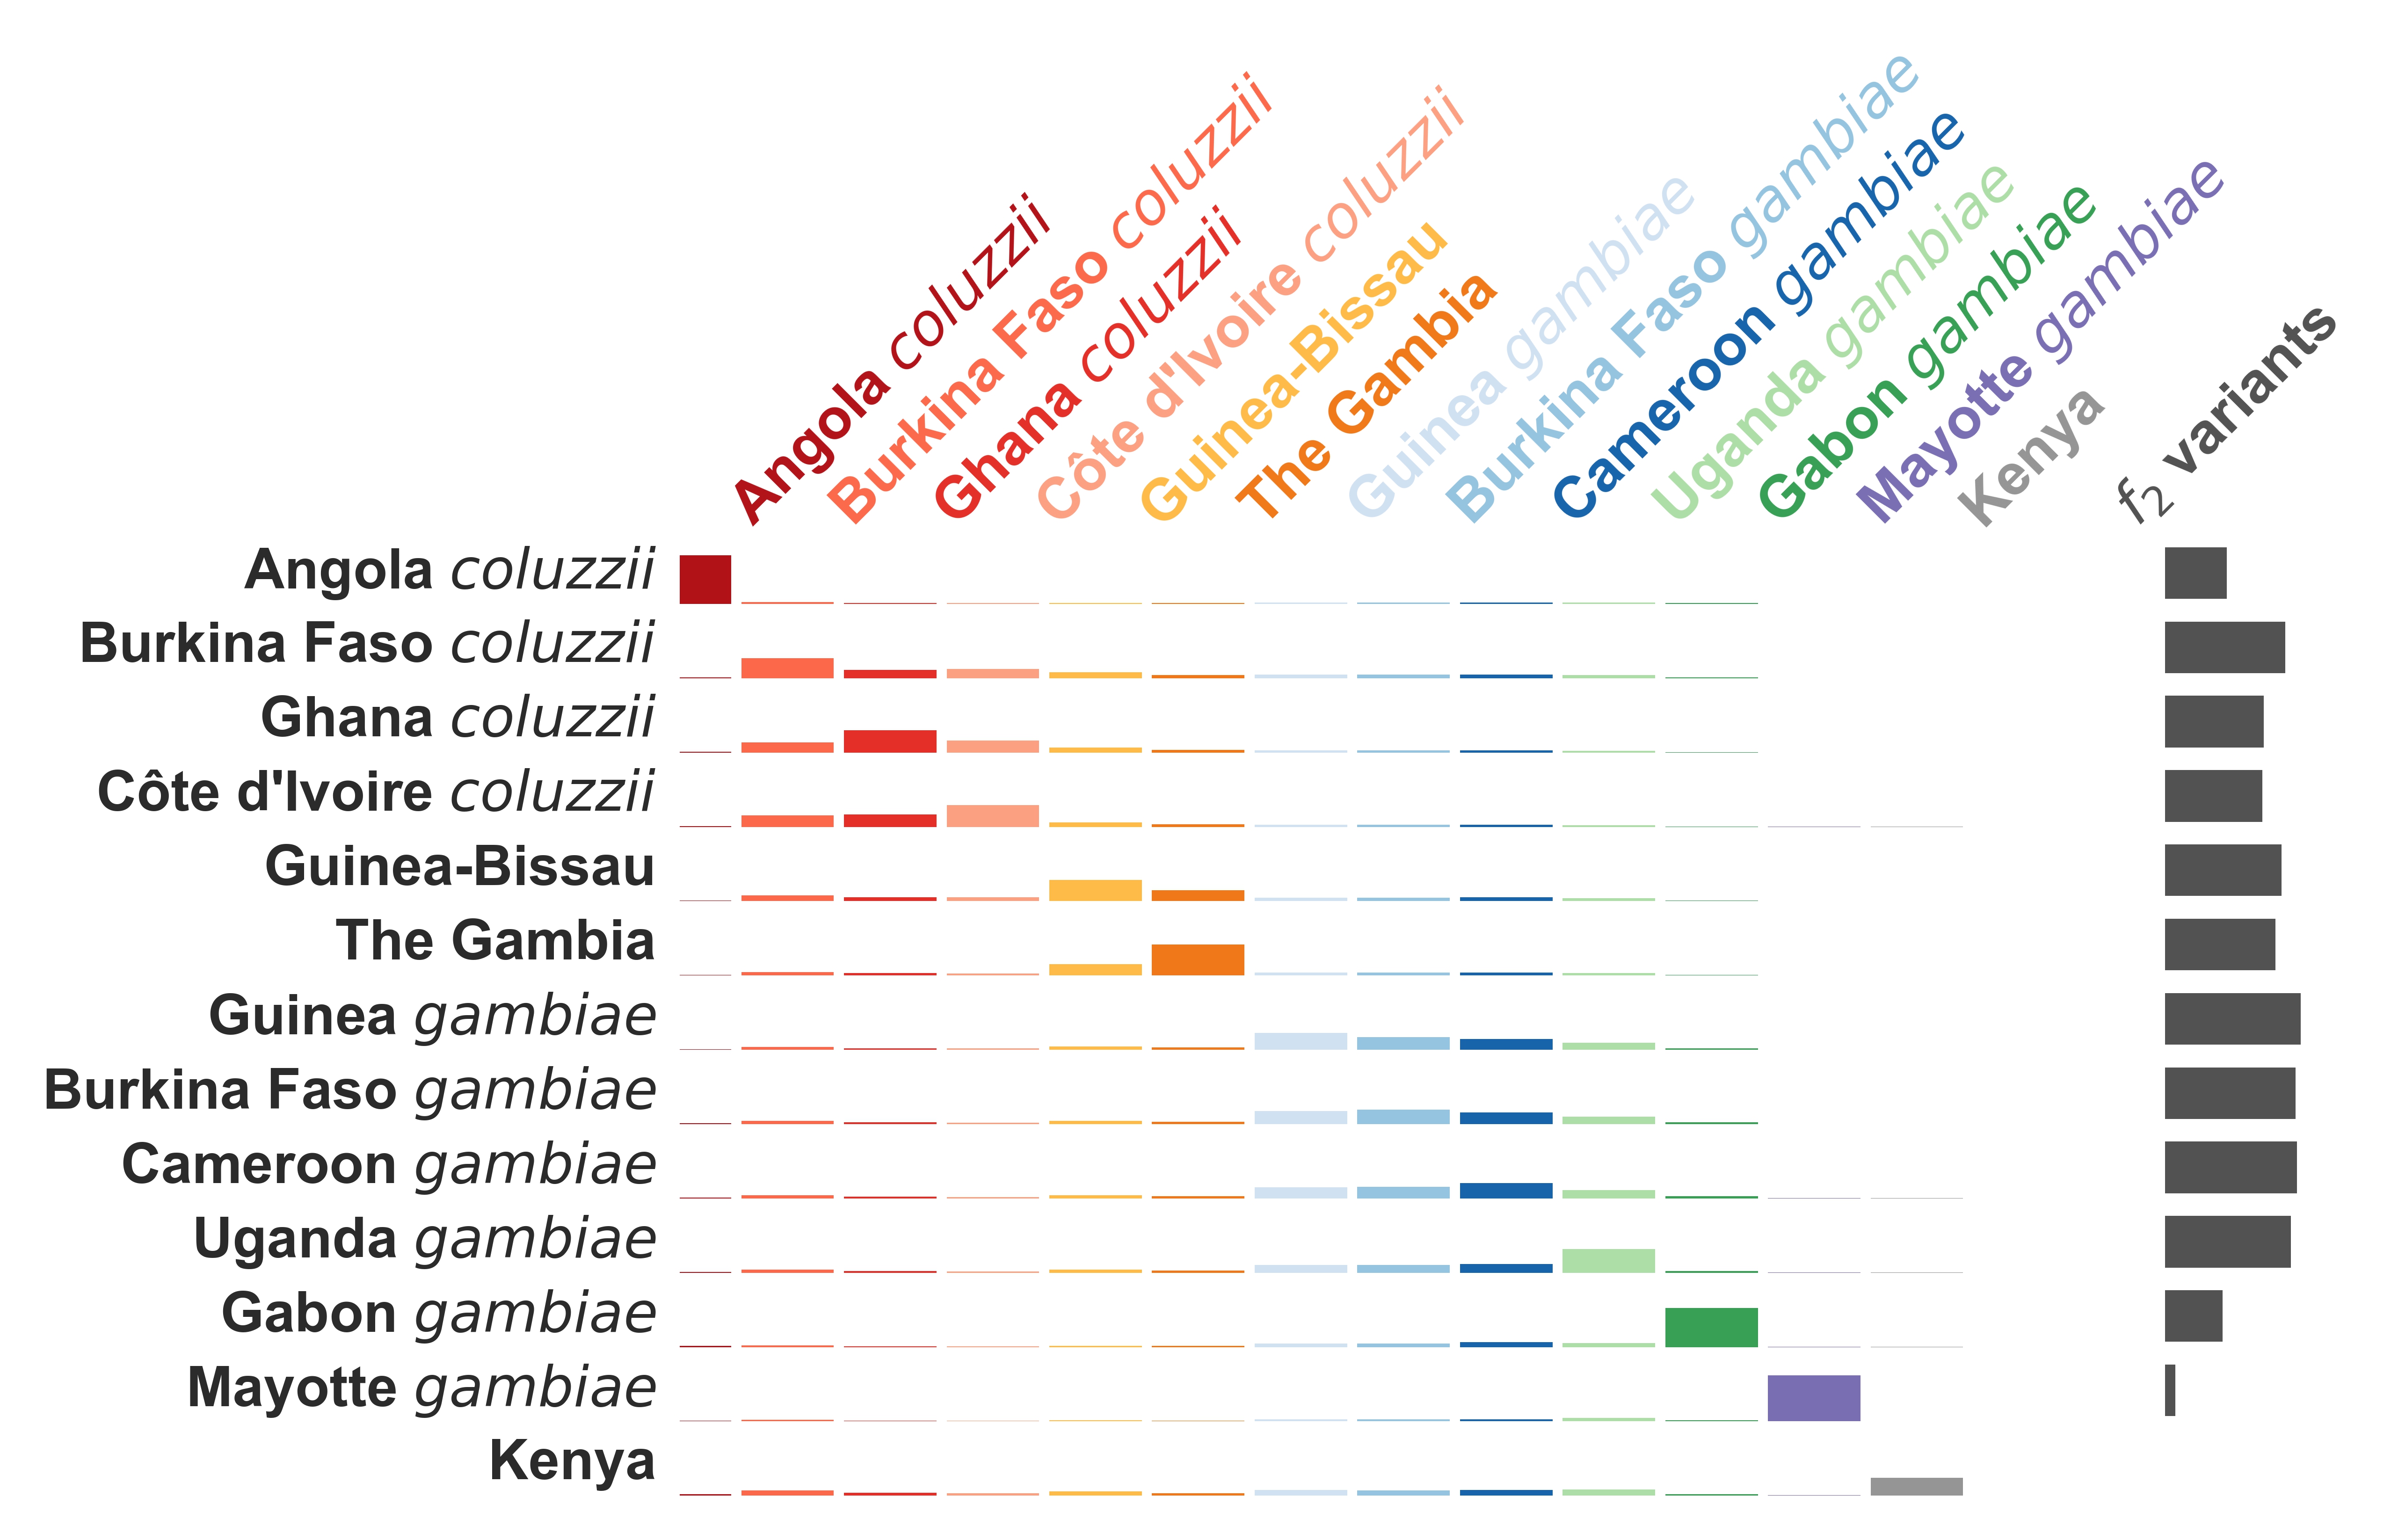 Angola coluzzii
Burkina Faso coluzzii
Ghana coluzzii
Côte d'Ivoire coluzzii
Guinea-Bissau
The Gambia
Guinea gambiae
Burkina Faso gambiae
Cameroon gambiae
Uganda gambiae
Gabon gambiae
Mayotte gambiae
Kenya
f2 variants
Angola coluzzii
Burkina Faso coluzzii
Ghana coluzzii
Côte d'Ivoire coluzzii
Guinea-Bissau
The Gambia
Guinea gambiae
Burkina Faso gambiae
Cameroon gambiae
Uganda gambiae
Gabon gambiae
Mayotte gambiae
Kenya